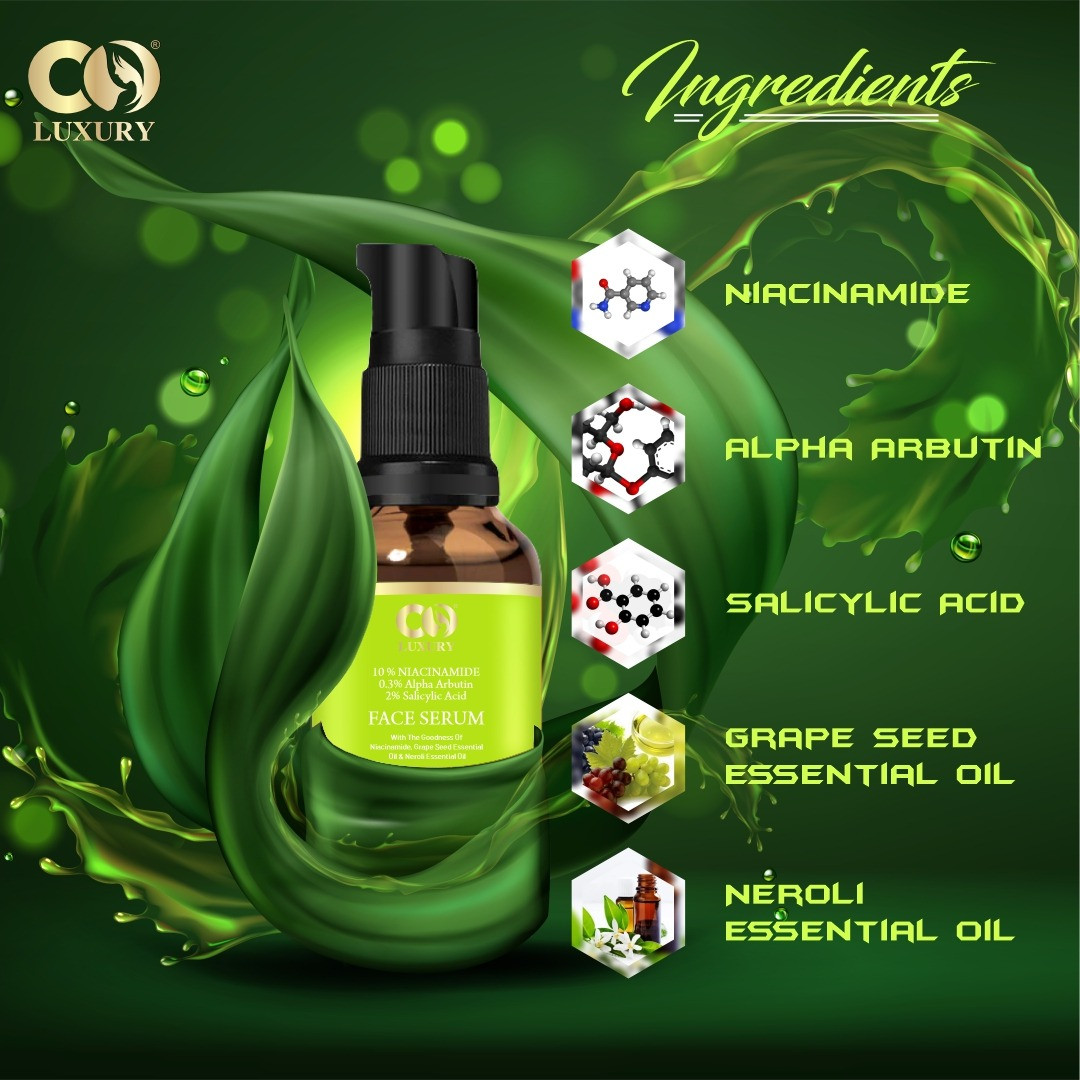 CO®
LUXURY
Ingredients
NIACINAMIDE
ALPHA ARBUTIN
SALICYLIC ACID
GRAPE SEED
ESSENTIAL OIL
NEROLI
ESSENTIAL OIL
CO
LUXURY
10 % NIACINAMIDE
0.3% Alpha Arbutin
2% Salicylic Acid
FACE SERUM
With The Goodness Of
Niacinamide, Grape Seed Essential
Oil & Neroli Essential Oil